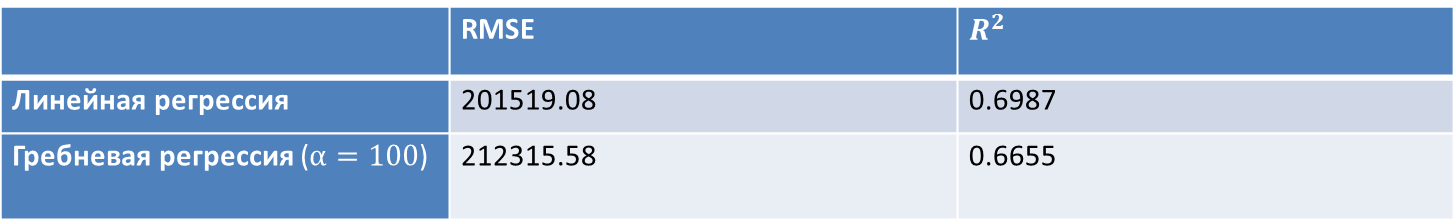 RMSE R²
Линейная регрессия 201519.08 0.6987
Гребневая регрессия (α = 100) 212315.58 0.6655